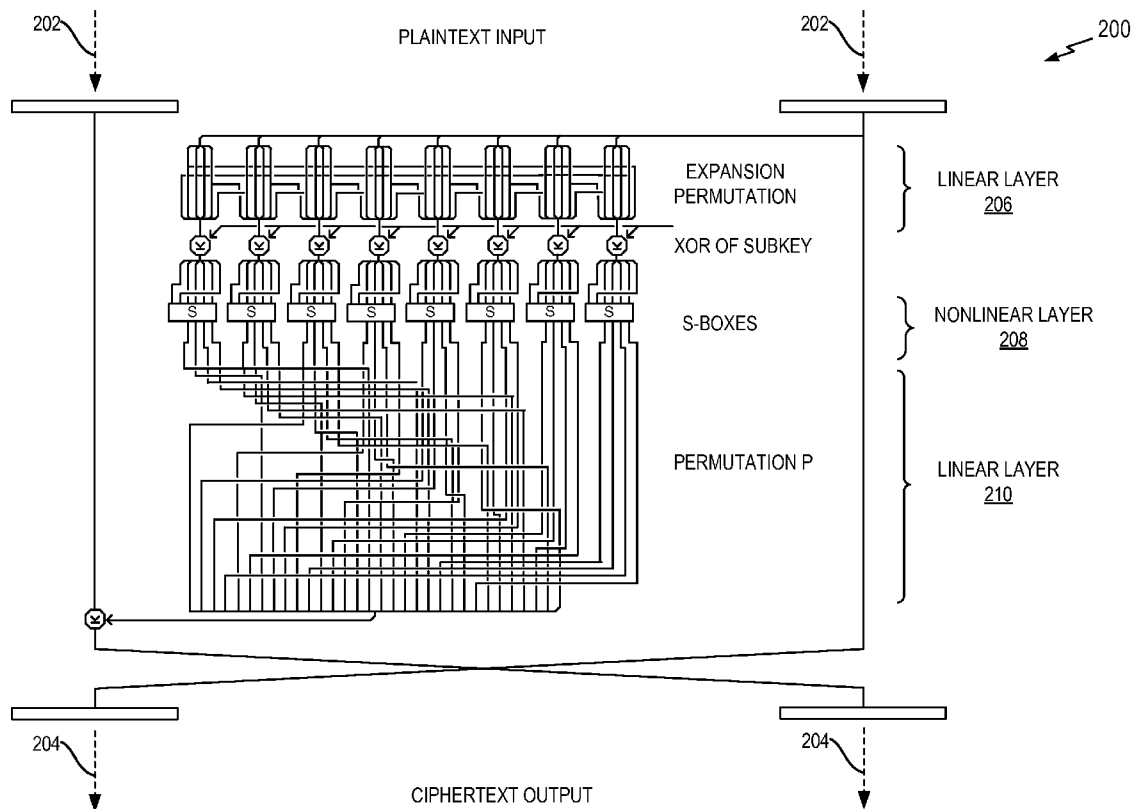 202
PLAINTEXT INPUT
202
200
EXPANSION
PERMUTATION
LINEAR LAYER
206
K K K K K K K K
XOR OF SUBKEY
S S S S S S S S
S-BOXES
NONLINEAR LAYER
208
PERMUTATION P
LINEAR LAYER
210
K
204
CIPHERTEXT OUTPUT
204